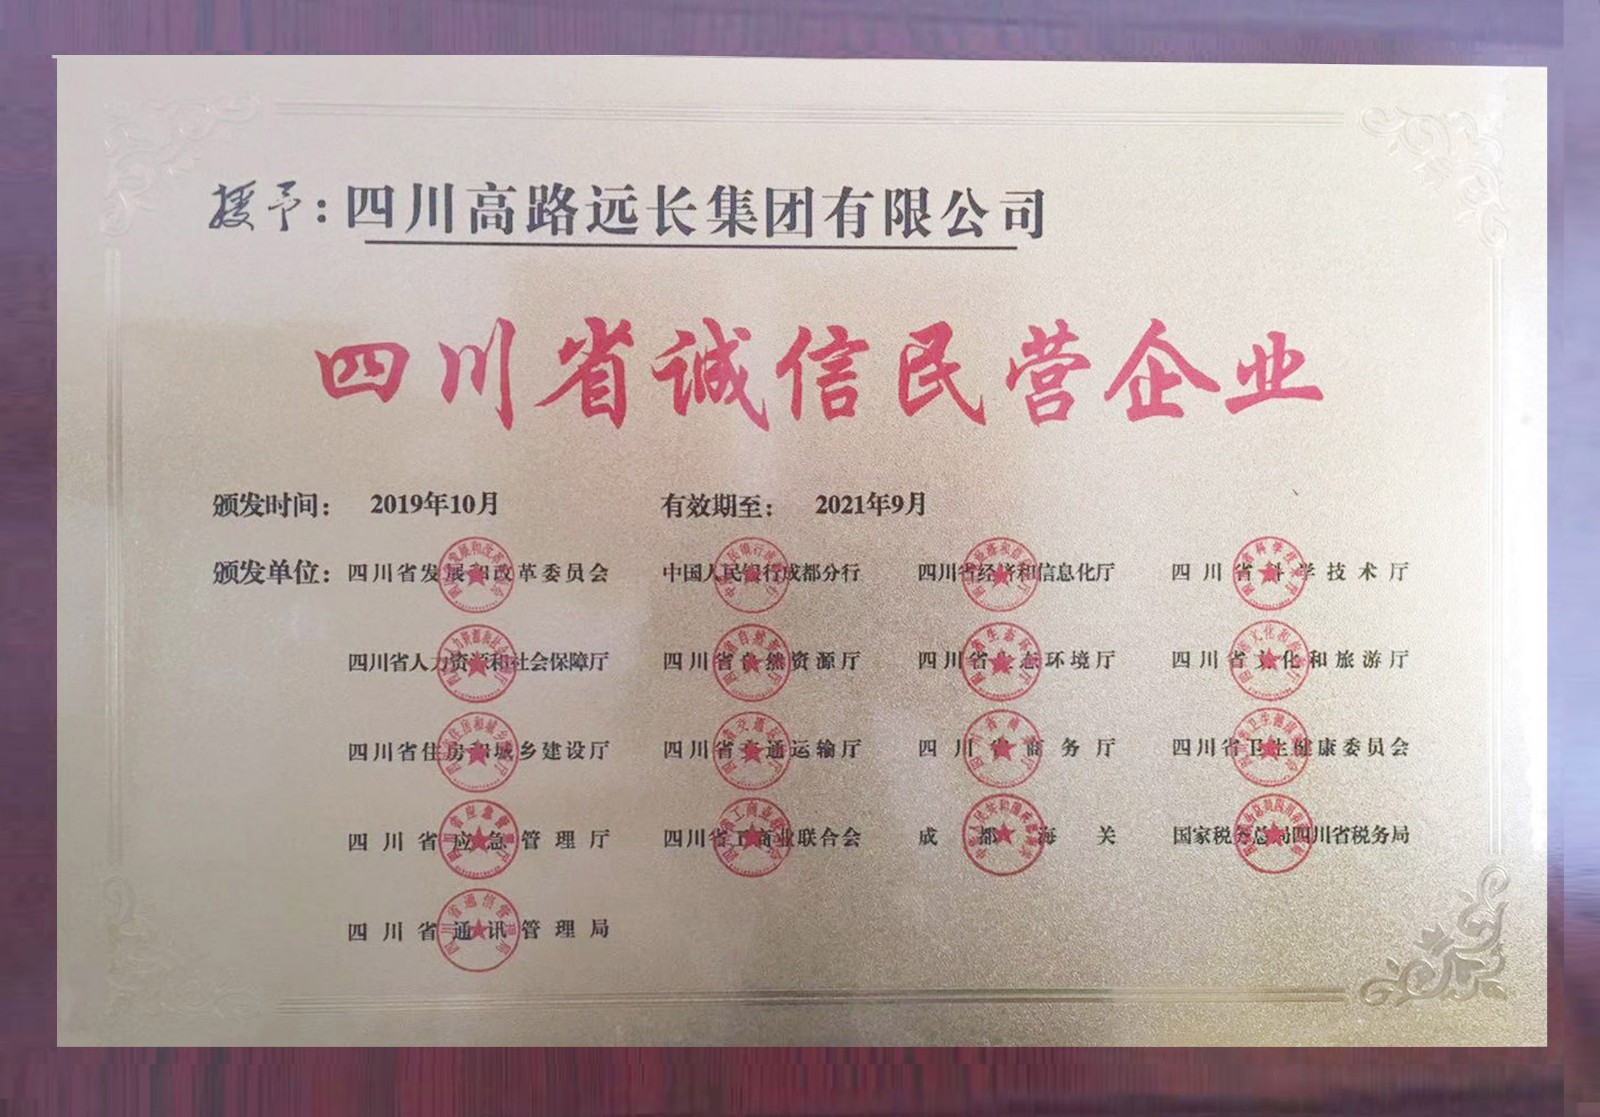 授予：四川高路远长集团有限公司
四川省诚信民营企业
颁发时间： 2019年10月 有效期至： 2021年9月
颁发单位：四川省发展和改革委员会 中国人民银行成都分行 四川省经济和信息化厅 四川省科学技术厅
四川省人力资源和社会保障厅 四川省自然资源厅 四川省生态环境厅 四川省文化和旅游厅
四川省住房和城乡建设厅 四川省交通运输厅 四川省商务厅 四川省卫生健康委员会
四川省应急管理厅 四川省工商业联合会 成都海关 国家税务总局四川省税务局
四川省通讯管理局